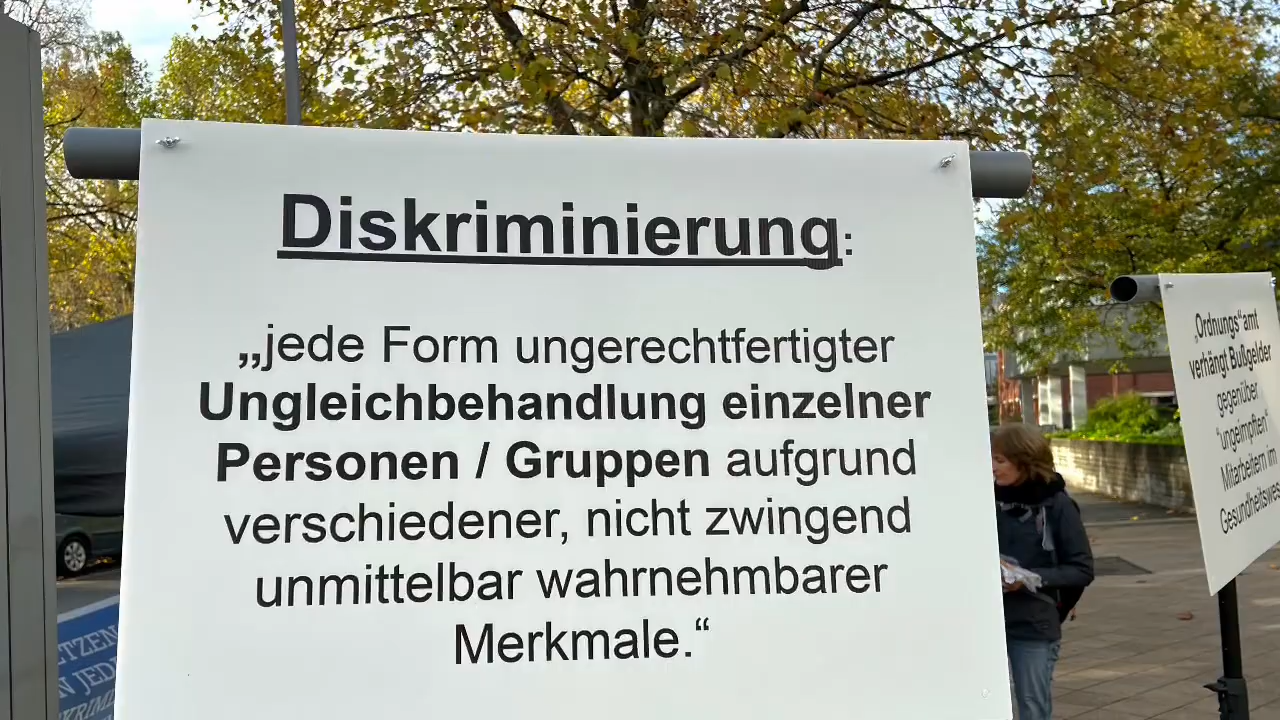 Diskriminierung:
„jede Form ungerechtfertigter
Ungleichbehandlung einzelner
Personen / Gruppen aufgrund
verschiedener, nicht zwingend
unmittelbar wahrnehmbarer
Merkmale.“
„Ordnungs“amt
verhängt Bußgelder
gegenüber
"ungeimpften"
Mitarbeitern im